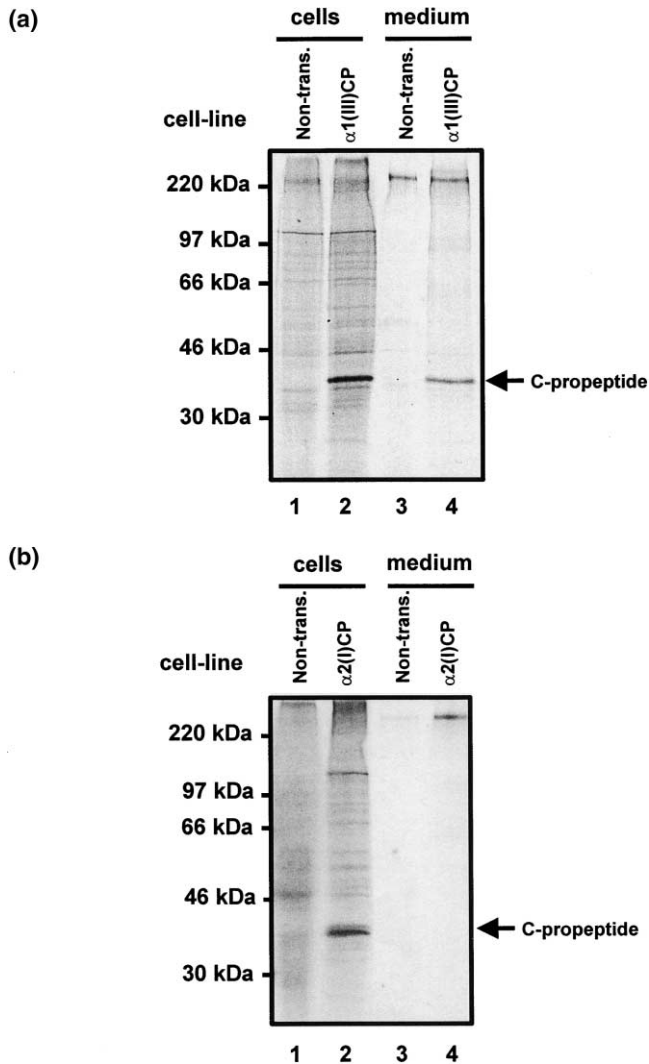 (a)
cells medium
cell-line Non-trans. α1(III)CP Non-trans. α1(III)CP
220 kDa
97 kDa
66 kDa
46 kDa
C-propeptide
30 kDa
1 2 3 4
(b)
cells medium
cell-line Non-trans. α2(I)CP Non-trans. α2(I)CP
220 kDa
97 kDa
66 kDa
46 kDa
C-propeptide
30 kDa
1 2 3 4